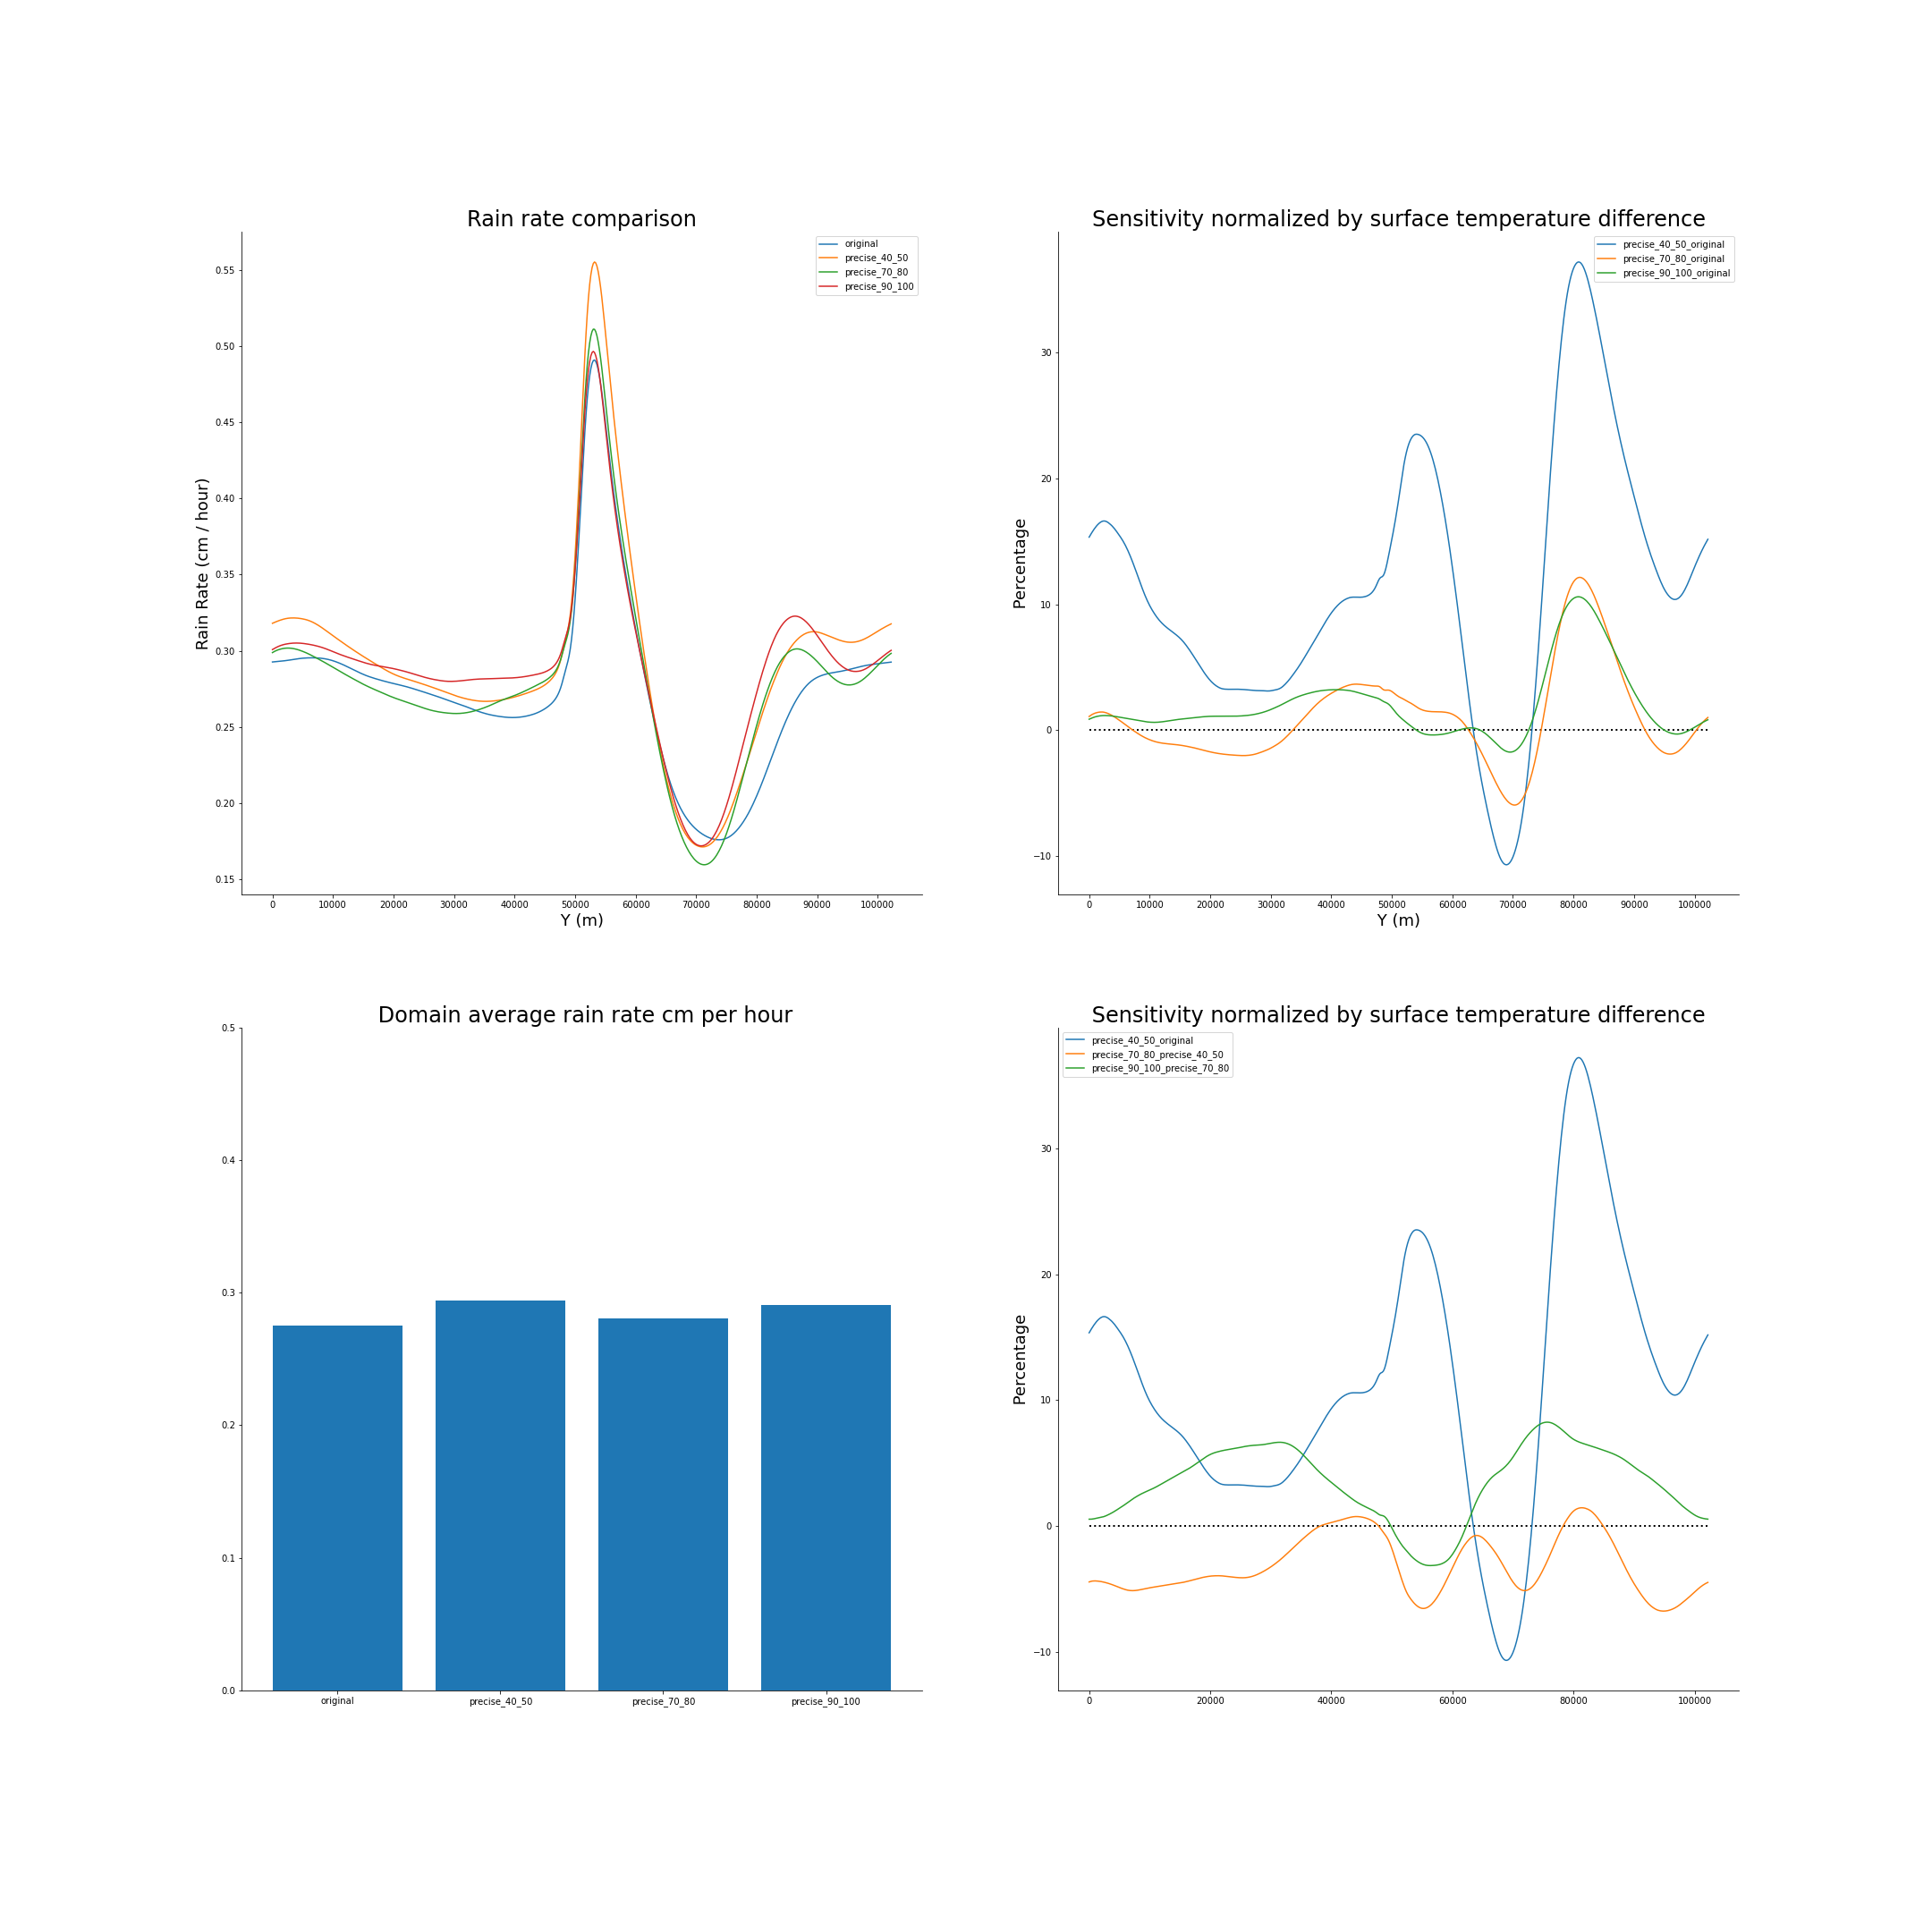 Rain rate comparison
original
precise_40_50
precise_70_80
precise_90_100
Rain Rate (cm / hour)
0.55
0.50
0.45
0.40
0.35
0.30
0.25
0.20
0.15
0 10000 20000 30000 40000 50000 60000 70000 80000 90000 100000
Y (m)
Sensitivity normalized by surface temperature difference
precise_40_50_original
precise_70_80_original
precise_90_100_original
Percentage
30
20
10
0
−10
0 10000 20000 30000 40000 50000 60000 70000 80000 90000 100000
Y (m)
Domain average rain rate cm per hour
0.5
0.4
0.3
0.2
0.1
0.0
original precise_40_50 precise_70_80 precise_90_100
Sensitivity normalized by surface temperature difference
precise_40_50_original
precise_70_80_precise_40_50
precise_90_100_precise_70_80
Percentage
30
20
10
0
−10
0 20000 40000 60000 80000 100000